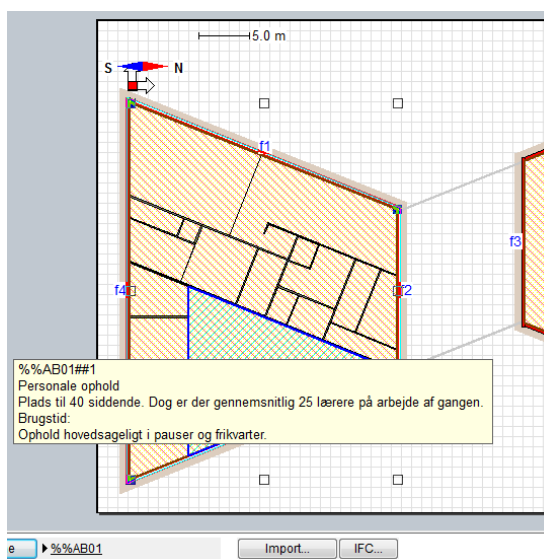 5.0 m
S N
f1
f3
f4
f2
%%AB01##1
Personale ophold
Plads til 40 siddende. Dog er der gennemsnitlig 25 lærere på arbejde af gangen.
Brugstid:
Ophold hovedsageligt i pauser og frikvarter.
e %%AB01 Import... IFC...